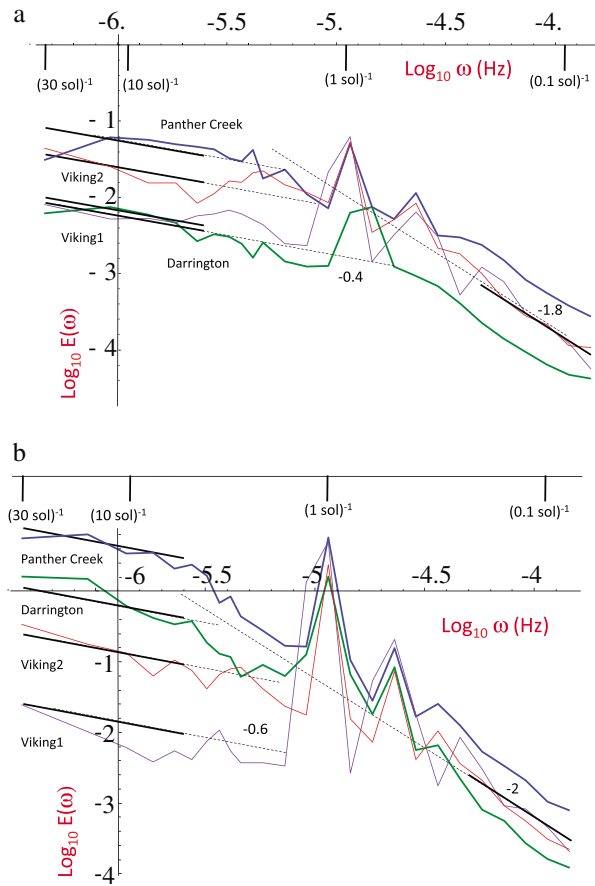 a
-6. -5.5 -5. -4.5 -4.
Log10 ω (Hz)
(30 sol)-1 (10 sol)-1 (1 sol)-1 (0.1 sol)-1
- 1
Panther Creek
Viking2
- 2
Viking1
Darrington
- 3
-0.4
-1.8
- 4
Log10 E(ω)
b
(30 sol)-1 (10 sol)-1 (1 sol)-1 (0.1 sol)-1
Panther Creek
-6 -5.5 -5 -4.5 -4
Darrington
Log10 ω (Hz)
Viking2
-1
Viking1
-0.6
-2
-2
-3
-4
Log10 E(ω)